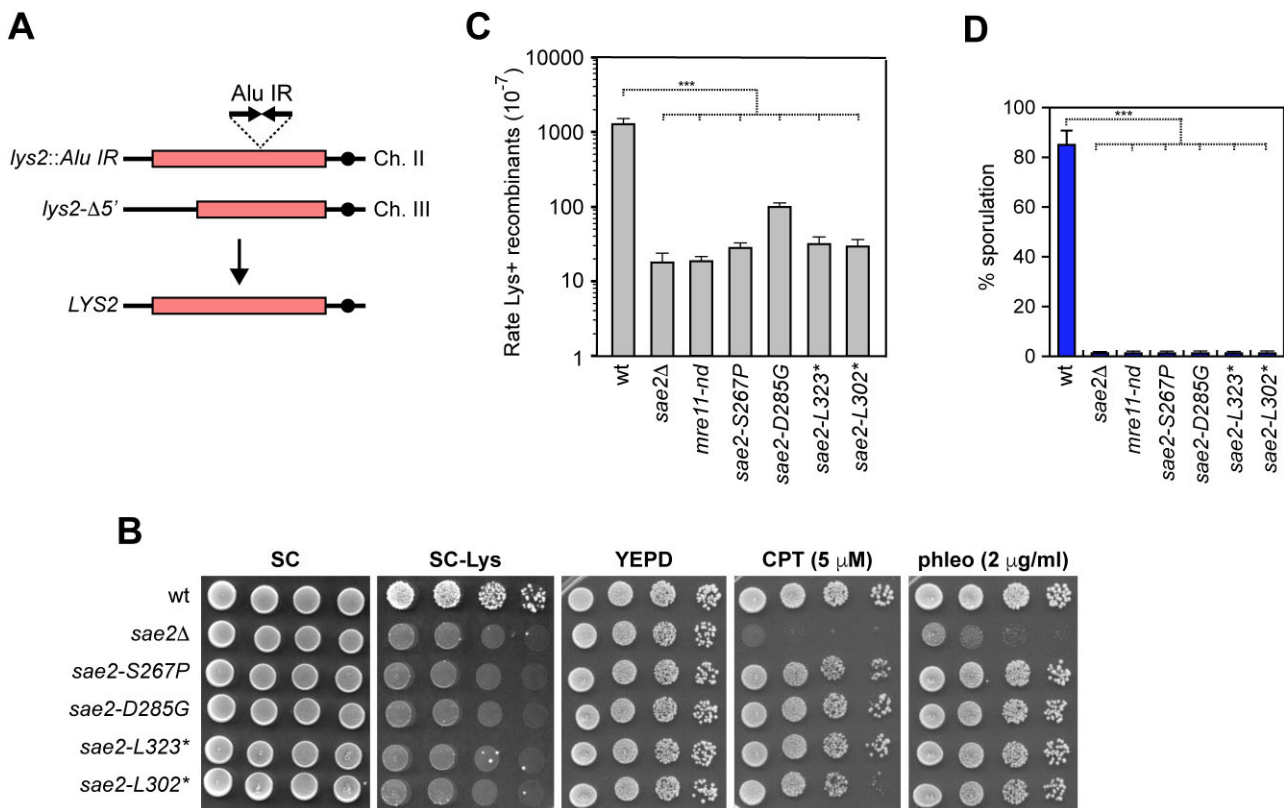 A
Alu IR
lys2::Alu IR
Ch. II
lys2-Δ5'
Ch. III
LYS2
C
Rate Lys+ recombinants (10⁻⁷)
10000
1000
100
10
1
***
wt
sae2Δ
mre11-nd
sae2-S267P
sae2-D285G
sae2-L323*
sae2-L302*
D
% sporulation
100
80
60
40
20
0
***
wt
sae2Δ
mre11-nd
sae2-S267P
sae2-D285G
sae2-L323*
sae2-L302*
B
SC SC-Lys YEPD CPT (5 μM) phleo (2 μg/ml)
wt
sae2Δ
sae2-S267P
sae2-D285G
sae2-L323*
sae2-L302*